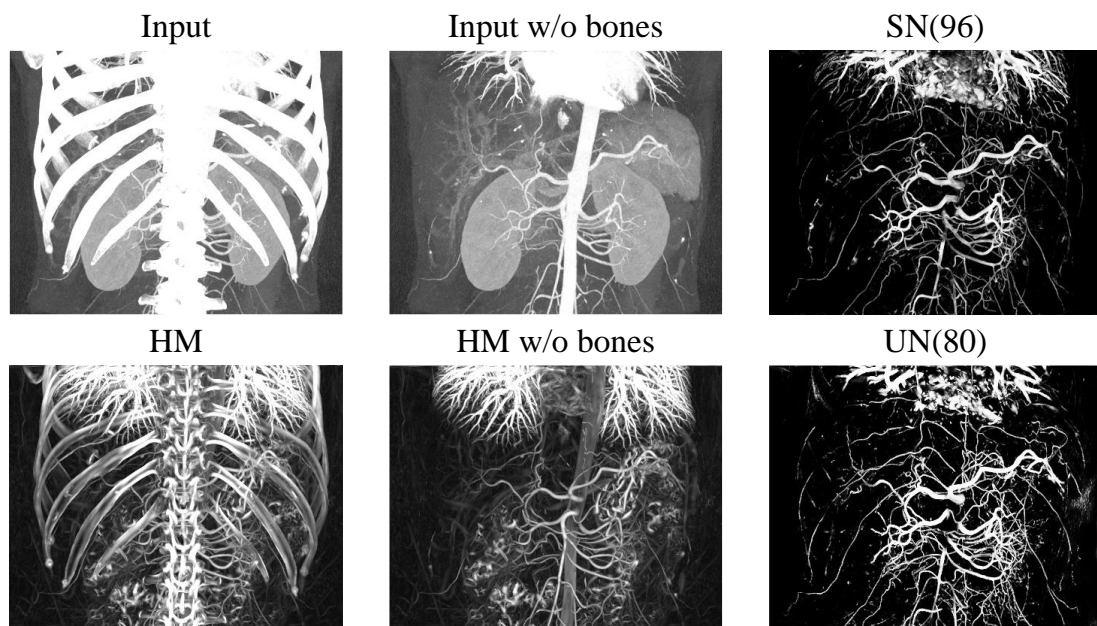 Input
Input w/o bones
SN(96)
HM
HM w/o bones
UN(80)